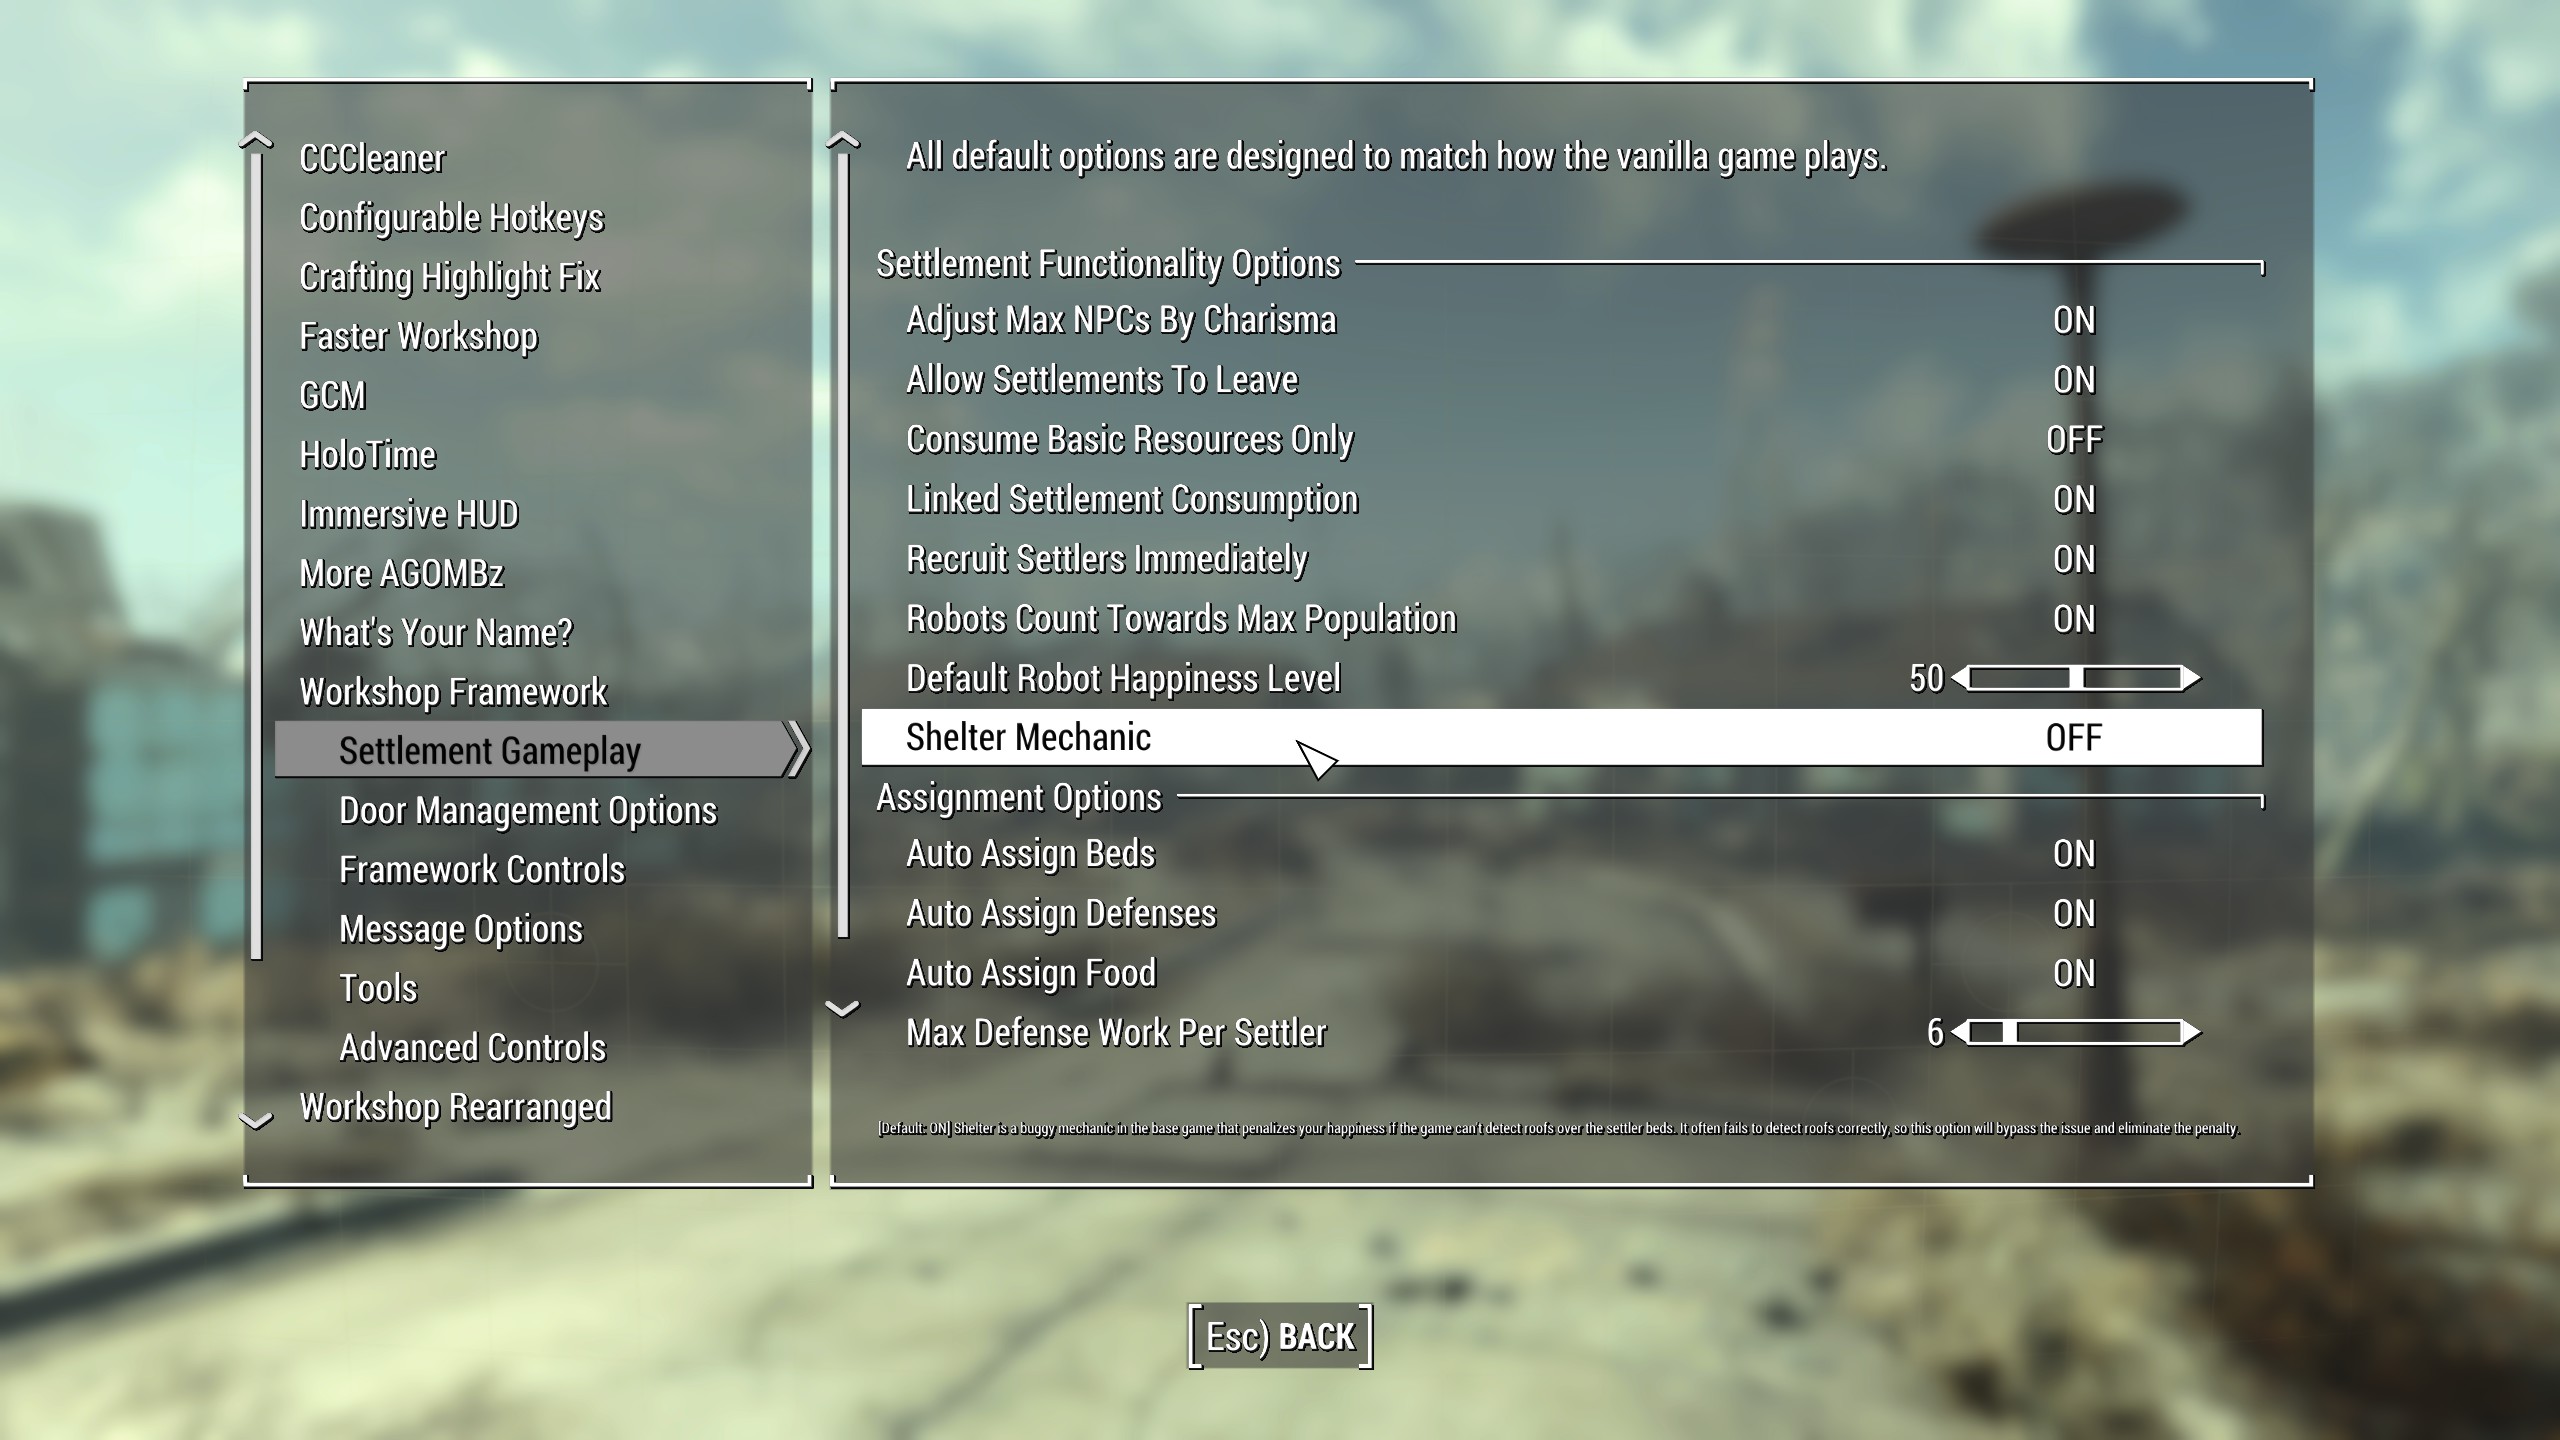 CCCleaner
Configurable Hotkeys
Crafting Highlight Fix
Faster Workshop
GCM
HoloTime
Immersive HUD
More AGOMBz
What's Your Name?
Workshop Framework
Settlement Gameplay
Door Management Options
Framework Controls
Message Options
Tools
Advanced Controls
Workshop Rearranged
All default options are designed to match how the vanilla game plays.
Settlement Functionality Options
Adjust Max NPCs By Charisma ON
Allow Settlements To Leave ON
Consume Basic Resources Only OFF
Linked Settlement Consumption ON
Recruit Settlers Immediately ON
Robots Count Towards Max Population ON
Default Robot Happiness Level 50
Shelter Mechanic OFF
Assignment Options
Auto Assign Beds ON
Auto Assign Defenses ON
Auto Assign Food ON
Max Defense Work Per Settler 6
[Default: ON] Shelter is a buggy mechanic in the base game that penalizes your happiness if the game can't detect roofs over the settler beds. It often fails to detect roofs correctly, so this option will bypass the issue and eliminate the penalty.
Esc) BACK